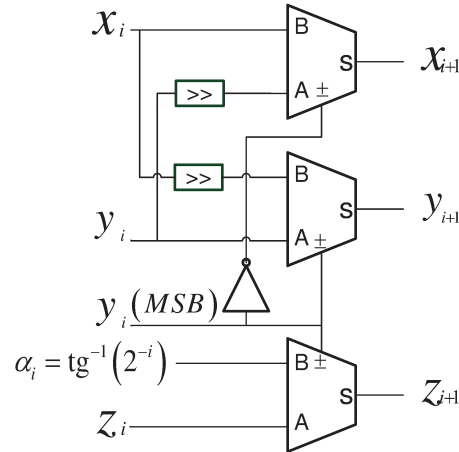 x_i
B
S
x_{i+1}
>>
A ±
>>
B
S
y_{i+1}
y_i
A ±
y_i (MSB)
α_i = tg⁻¹(2⁻ⁱ)
B ±
S
z_{i+1}
z_i
A